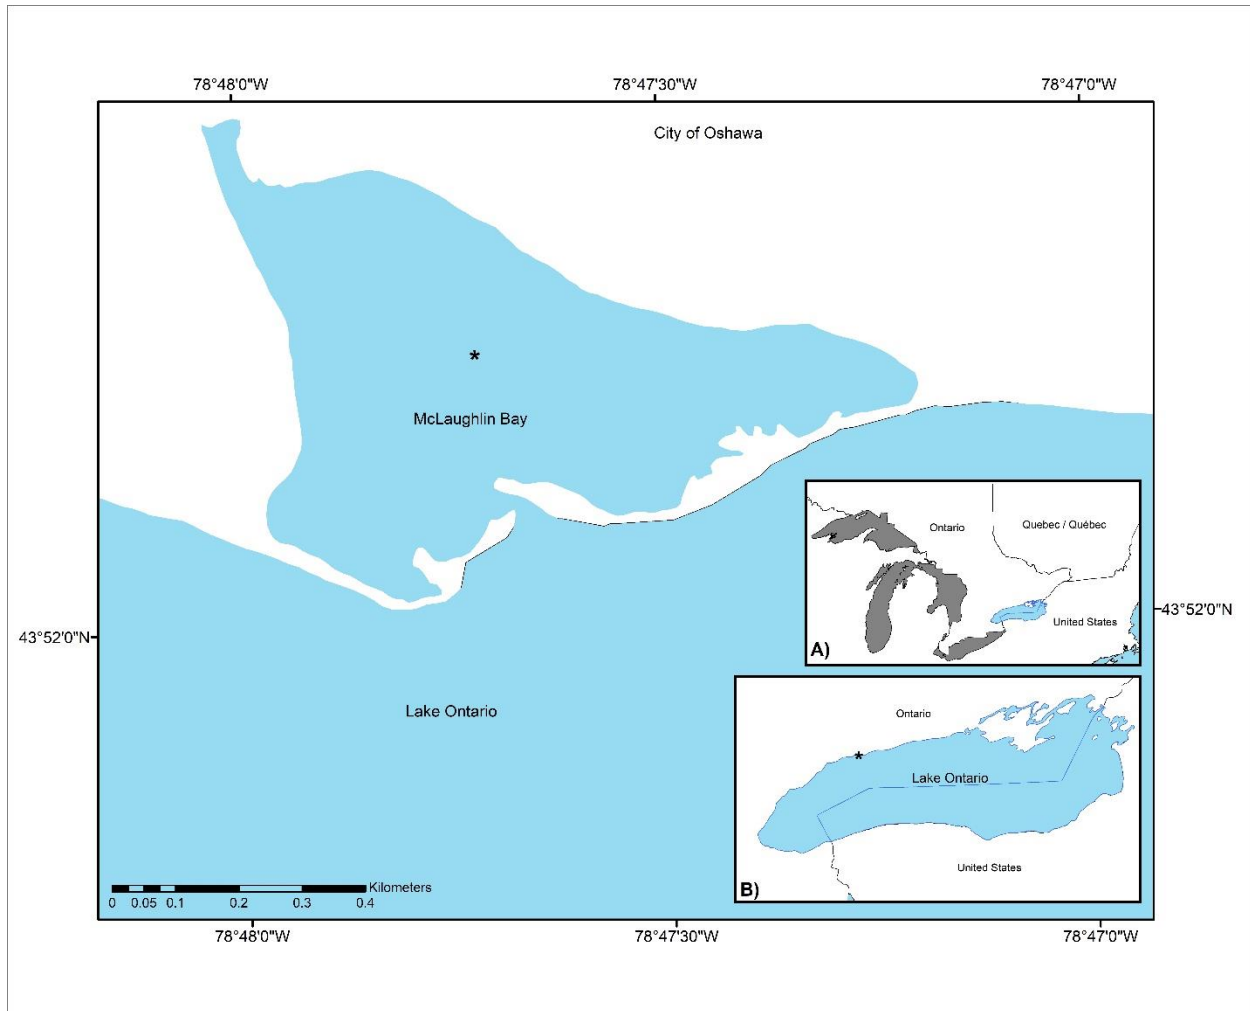 78°48'0"W
78°47'30"W
78°47'0"W
City of Oshawa
*
McLaughlin Bay
Ontario
Quebec / Québec
United States
A)
43°52'0"N
43°52'0"N
Lake Ontario
Ontario
*
Lake Ontario
United States
B)
Kilometers
0 0.05 0.1 0.2 0.3 0.4
78°48'0"W
78°47'30"W
78°47'0"W